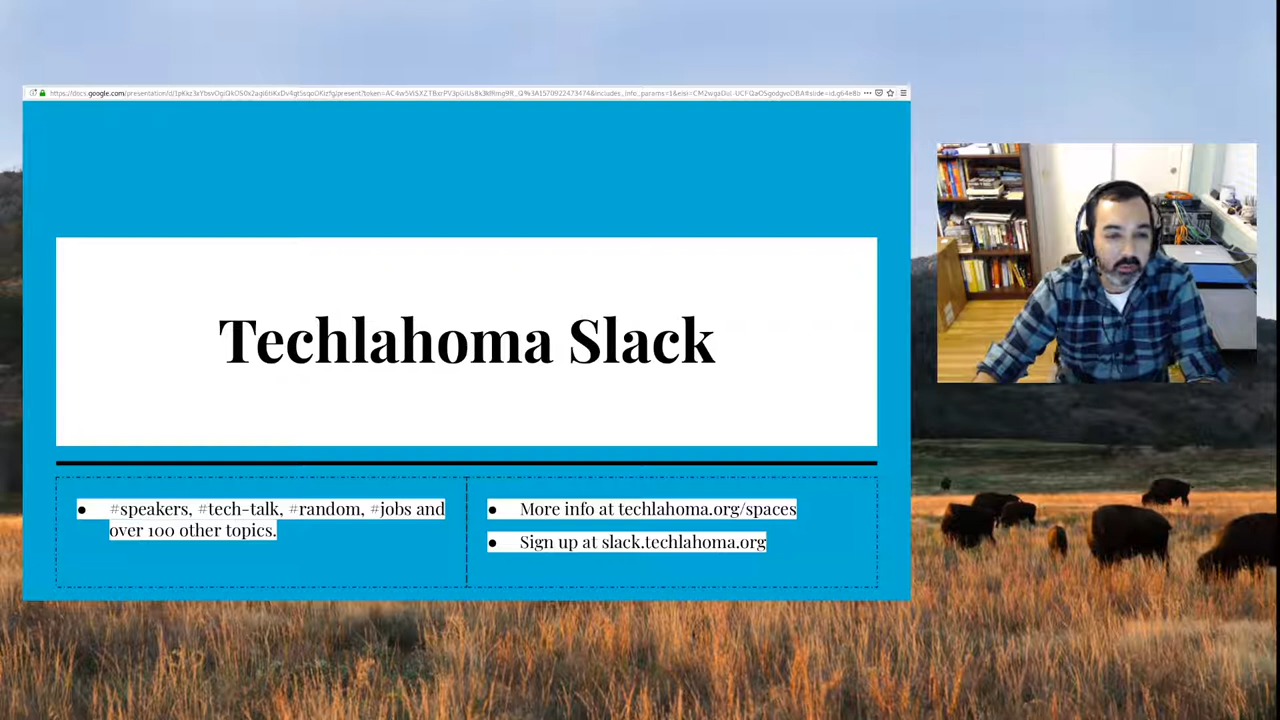 Techlahoma Slack
● #speakers, #tech-talk, #random, #jobs and
over 100 other topics.
● More info at techlahoma.org/spaces
● Sign up at slack.techlahoma.org